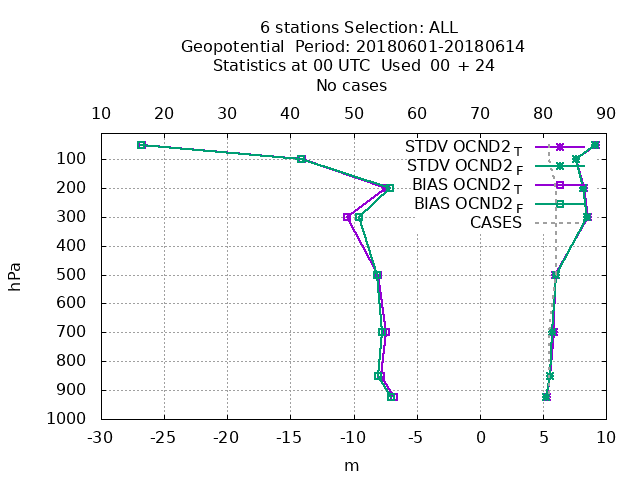 6 stations Selection: ALL
Geopotential  Period: 20180601-20180614
Statistics at 00 UTC  Used  00 + 24
No cases
10 20 30 40 50 60 70 80 90
STDV OCND2 T
STDV OCND2 F
BIAS OCND2 T
BIAS OCND2 F
CASES
100
200
300
400
500
600
700
800
900
1000
hPa
-30 -25 -20 -15 -10 -5 0 5 10
m